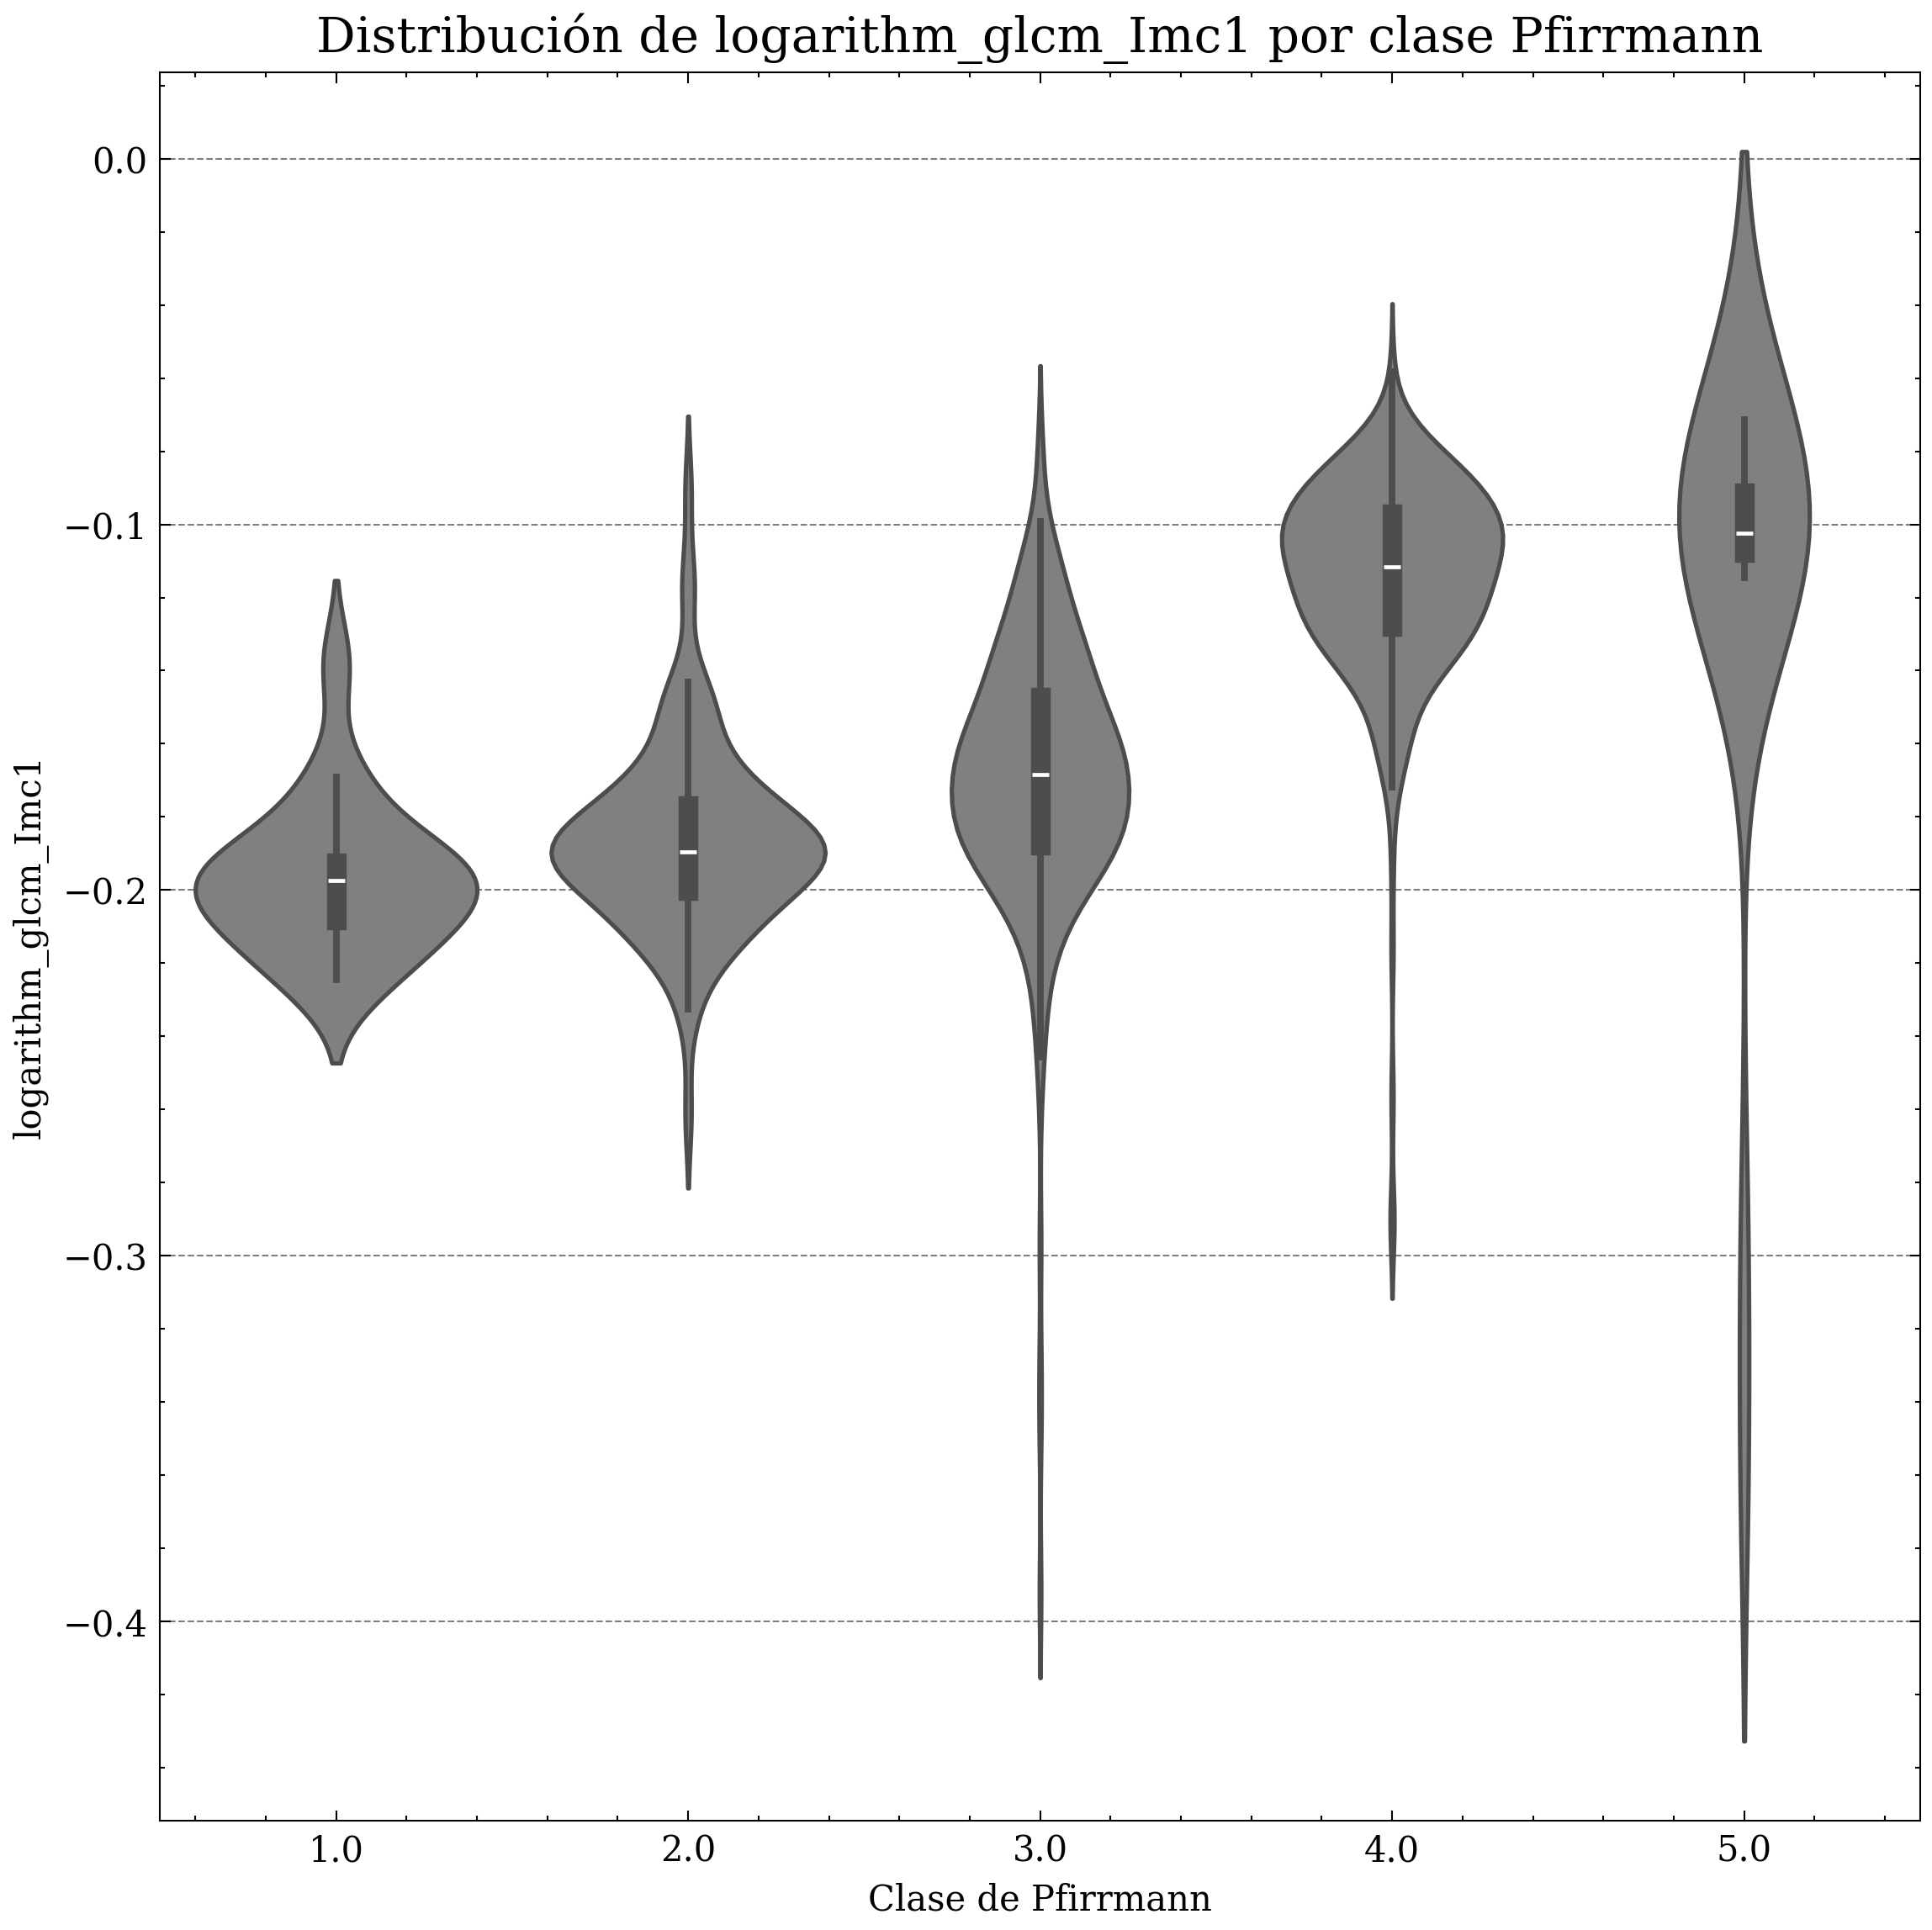 Distribución de logarithm_glcm_Imc1 por clase Pfirrmann
logarithm_glcm_Imc1
0.0
−0.1
−0.2
−0.3
−0.4
1.0 2.0 3.0 4.0 5.0
Clase de Pfirrmann